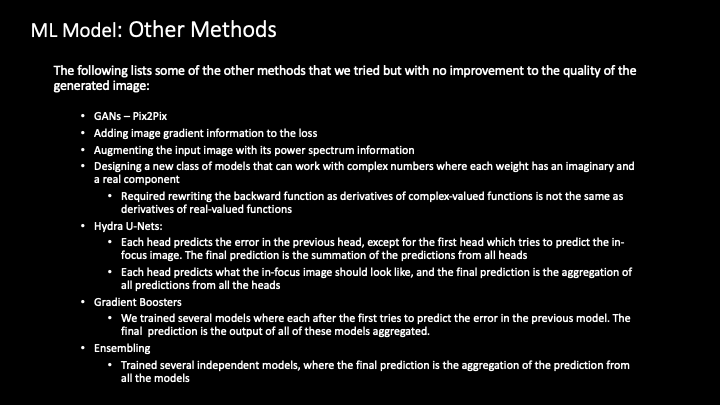 ML Model: Other Methods
The following lists some of the other methods that we tried but with no improvement to the quality of the
generated image:
• GANs – Pix2Pix
• Adding image gradient information to the loss
• Augmenting the input image with its power spectrum information
• Designing a new class of models that can work with complex numbers where each weight has an imaginary and
a real component
• Required rewriting the backward function as derivatives of complex-valued functions is not the same as
derivatives of real-valued functions
• Hydra U-Nets:
• Each head predicts the error in the previous head, except for the first head which tries to predict the in-
focus image. The final prediction is the summation of the predictions from all heads
• Each head predicts what the in-focus image should look like, and the final prediction is the aggregation of
all predictions from all the heads
• Gradient Boosters
• We trained several models where each after the first tries to predict the error in the previous model. The
final prediction is the output of all of these models aggregated.
• Ensembling
• Trained several independent models, where the final prediction is the aggregation of the prediction from
all the models